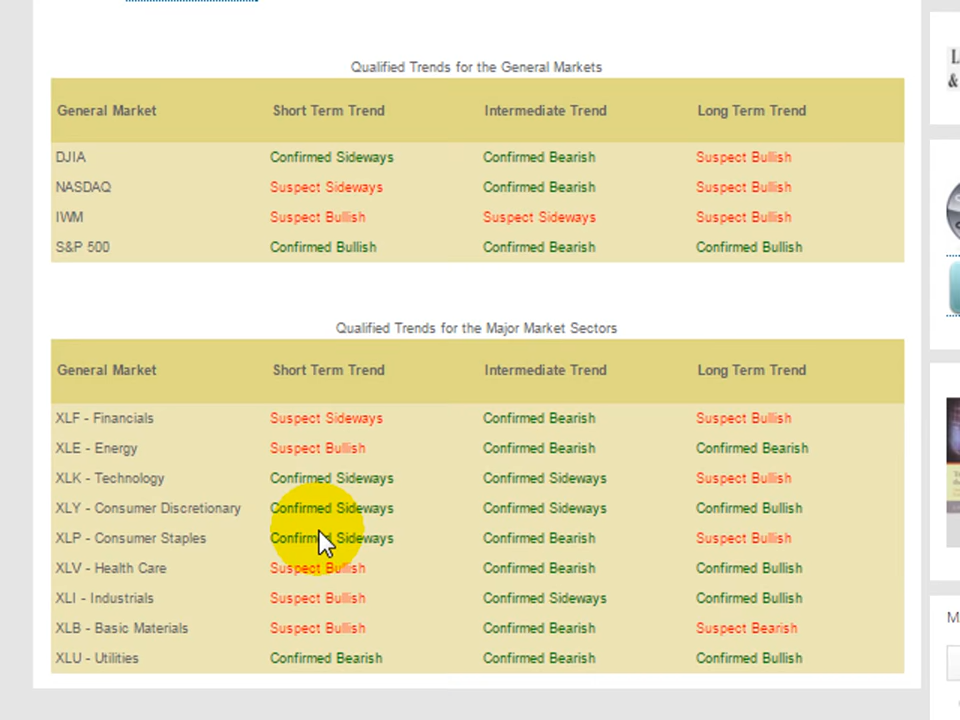 Qualified Trends for the General Markets
General Market Short Term Trend Intermediate Trend Long Term Trend
DJIA Confirmed Sideways Confirmed Bearish Suspect Bullish
NASDAQ Suspect Sideways Confirmed Bearish Suspect Bullish
IWM Suspect Bullish Suspect Sideways Suspect Bullish
S&P 500 Confirmed Bullish Confirmed Bearish Confirmed Bullish
Qualified Trends for the Major Market Sectors
General Market Short Term Trend Intermediate Trend Long Term Trend
XLF - Financials Suspect Sideways Confirmed Bearish Suspect Bullish
XLE - Energy Suspect Bullish Confirmed Bearish Confirmed Bearish
XLK - Technology Confirmed Sideways Confirmed Sideways Suspect Bullish
XLY - Consumer Discretionary Confirmed Sideways Confirmed Sideways Confirmed Bullish
XLP - Consumer Staples Confirmed Sideways Confirmed Bearish Suspect Bullish
XLV - Health Care Suspect Bullish Confirmed Bearish Confirmed Bullish
XLI - Industrials Suspect Bullish Confirmed Sideways Confirmed Bullish
XLB - Basic Materials Suspect Bullish Confirmed Bearish Suspect Bearish
XLU - Utilities Confirmed Bearish Confirmed Bearish Confirmed Bullish